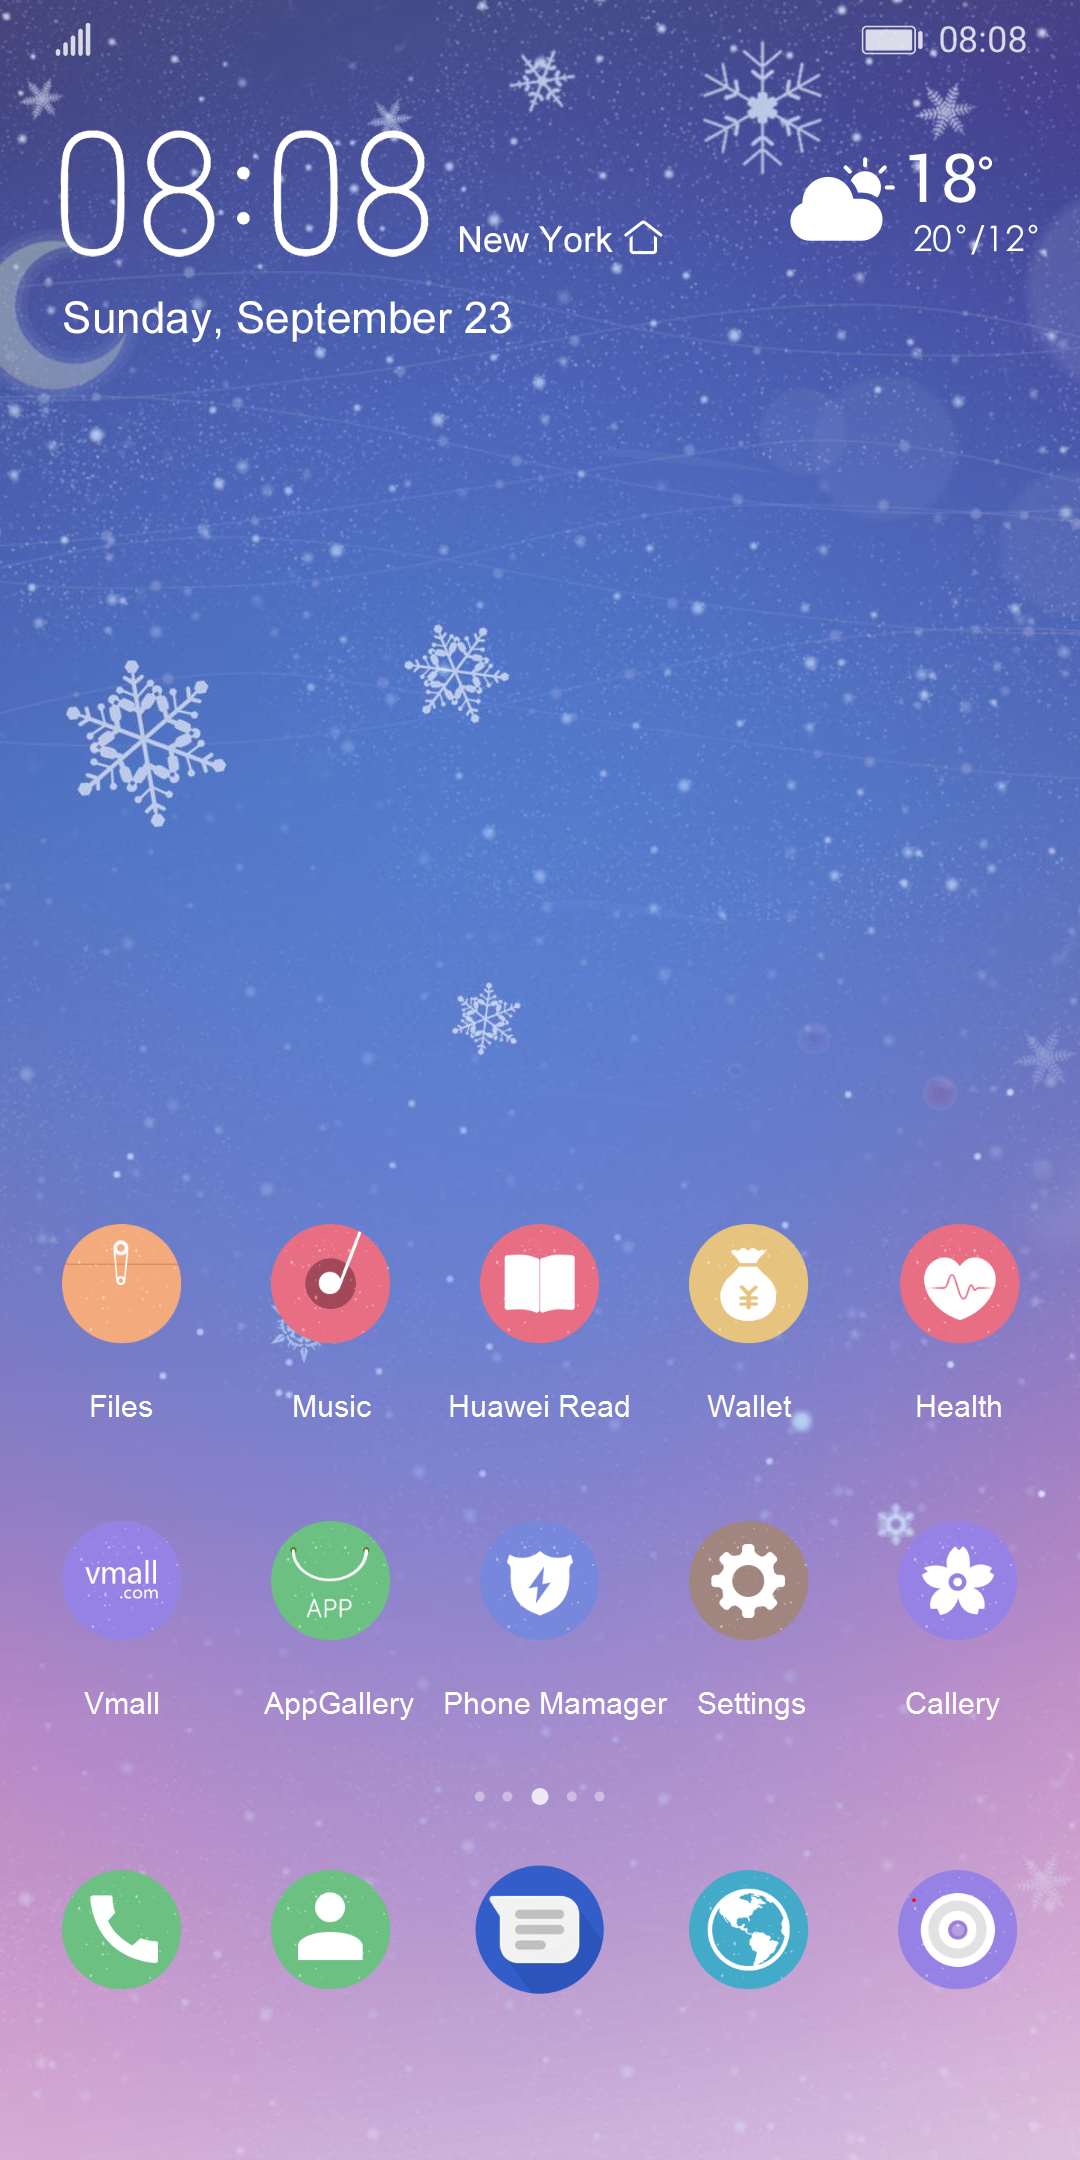 08:08
08:08
New York
18°
20°/12°
Sunday, September 23
¥
Files
Music
Huawei Read
Wallet
Health
vmall
.com
APP
Vmall
AppGallery
Phone Mamager
Settings
Callery